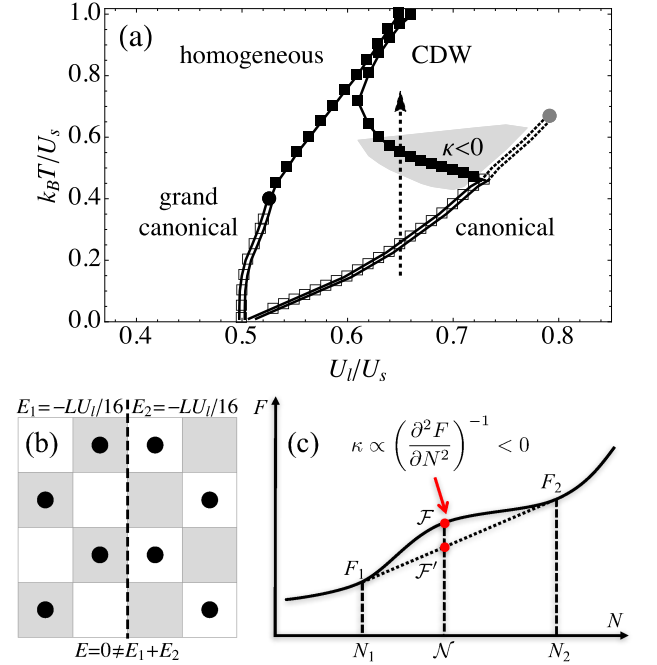 (a)
homogeneous
CDW
κ<0
grand
canonical
canonical
1.0
0.8
0.6
0.4
0.2
0.0
k_BT/U_s
0.4 0.5 0.6 0.7 0.8
U_l/U_s
E_1=−LU_l/16 E_2=−LU_l/16
(b)
E=0≠E_1+E_2
F
(c)
κ ∝ (∂²F/∂N²)^{-1} < 0
F_2
ℱ
F_1
ℱ′
N
N_1 𝒩 N_2